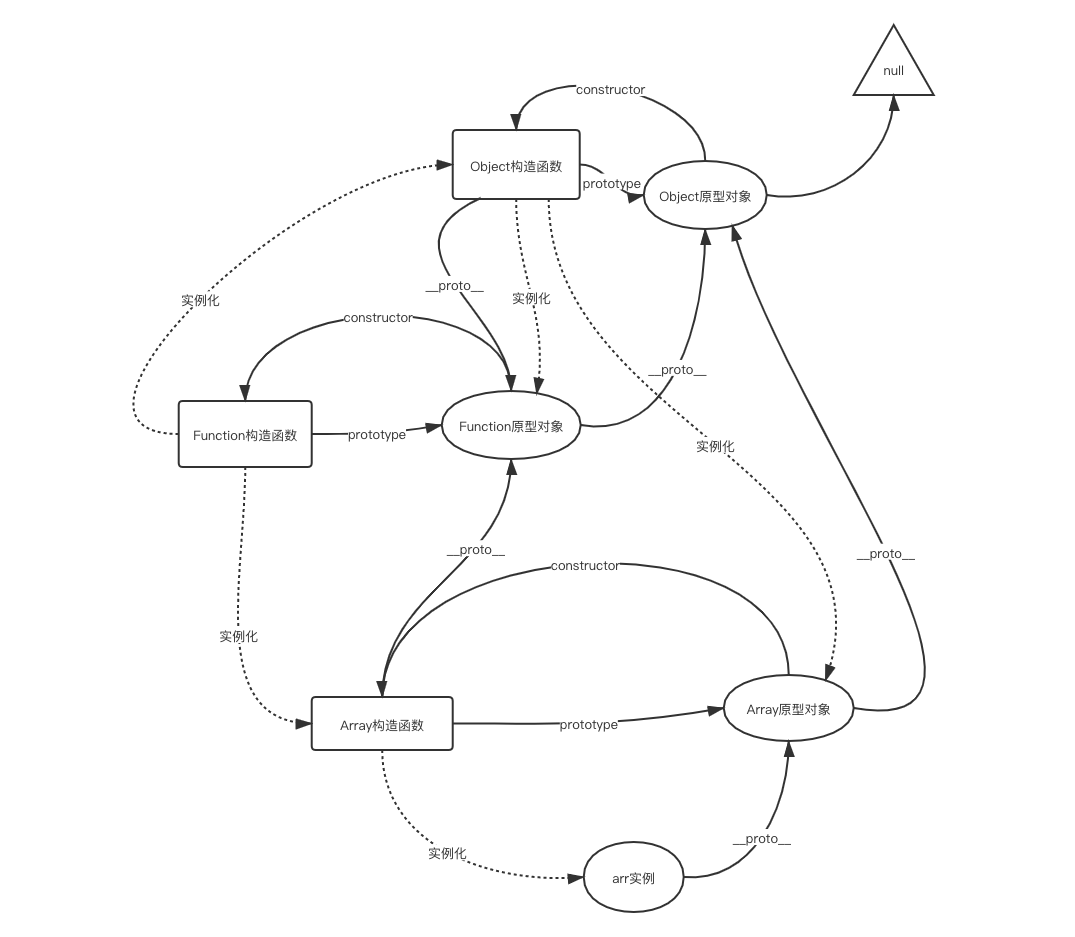 null
constructor
Object构造函数
prototype
Object原型对象
__proto__
实例化
实例化
constructor
__proto__
Function构造函数
prototype
Function原型对象
实例化
__proto__
constructor
__proto__
实例化
Array构造函数
prototype
Array原型对象
__proto__
实例化
arr实例